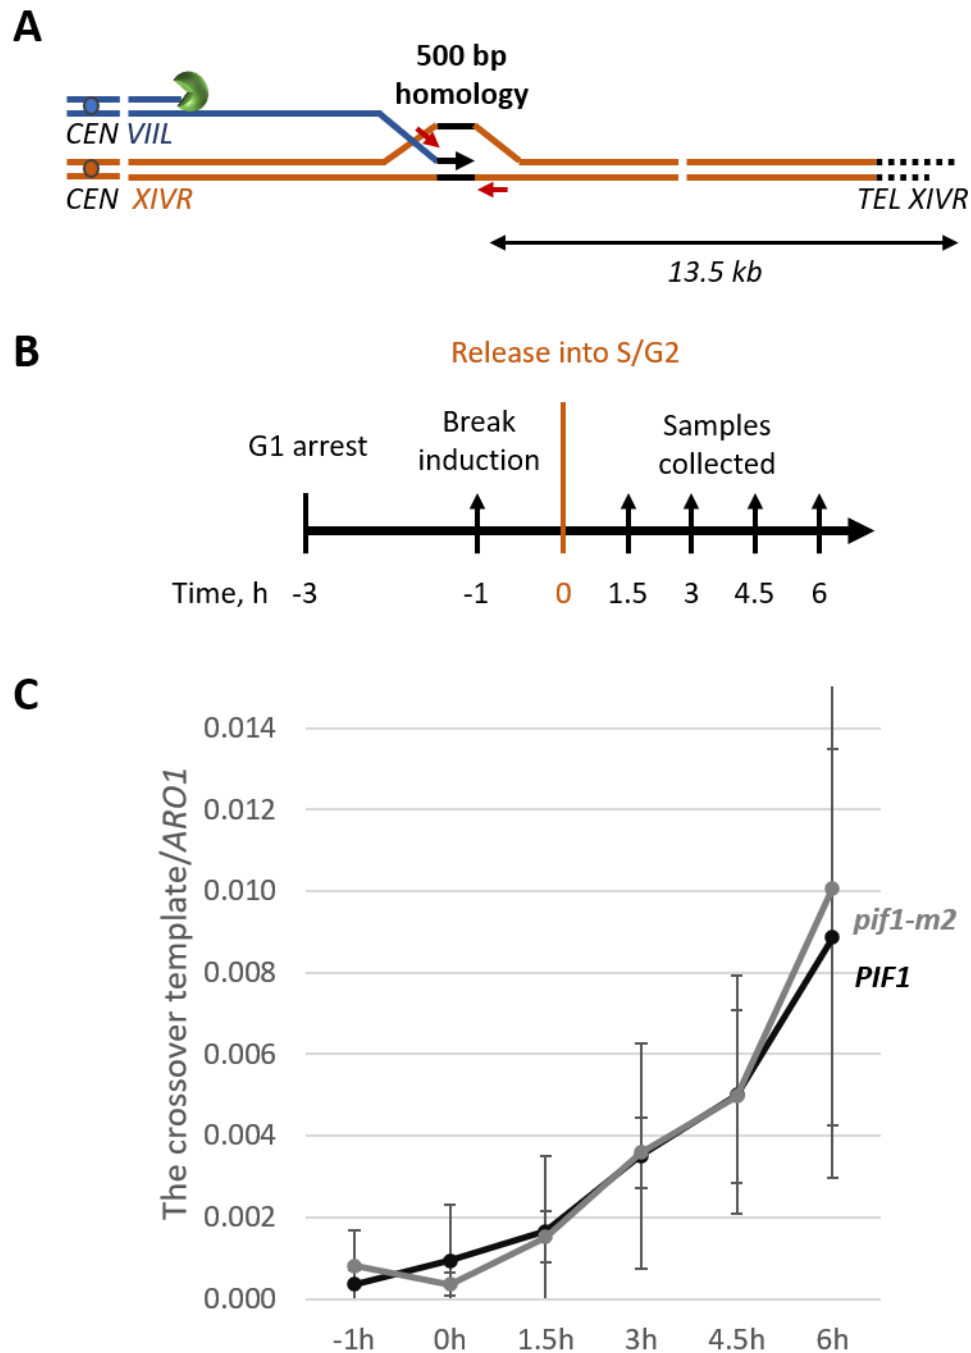 A
500 bp
homology
CEN VIIL
CEN XIVR
TEL XIVR
13.5 kb
B
Release into S/G2
G1 arrest
Break
induction
Samples
collected
Time, h -3 -1 0 1.5 3 4.5 6
C
The crossover template/ARO1
0.014
0.012
0.010
0.008
0.006
0.004
0.002
0.000
pif1-m2
PIF1
-1h 0h 1.5h 3h 4.5h 6h